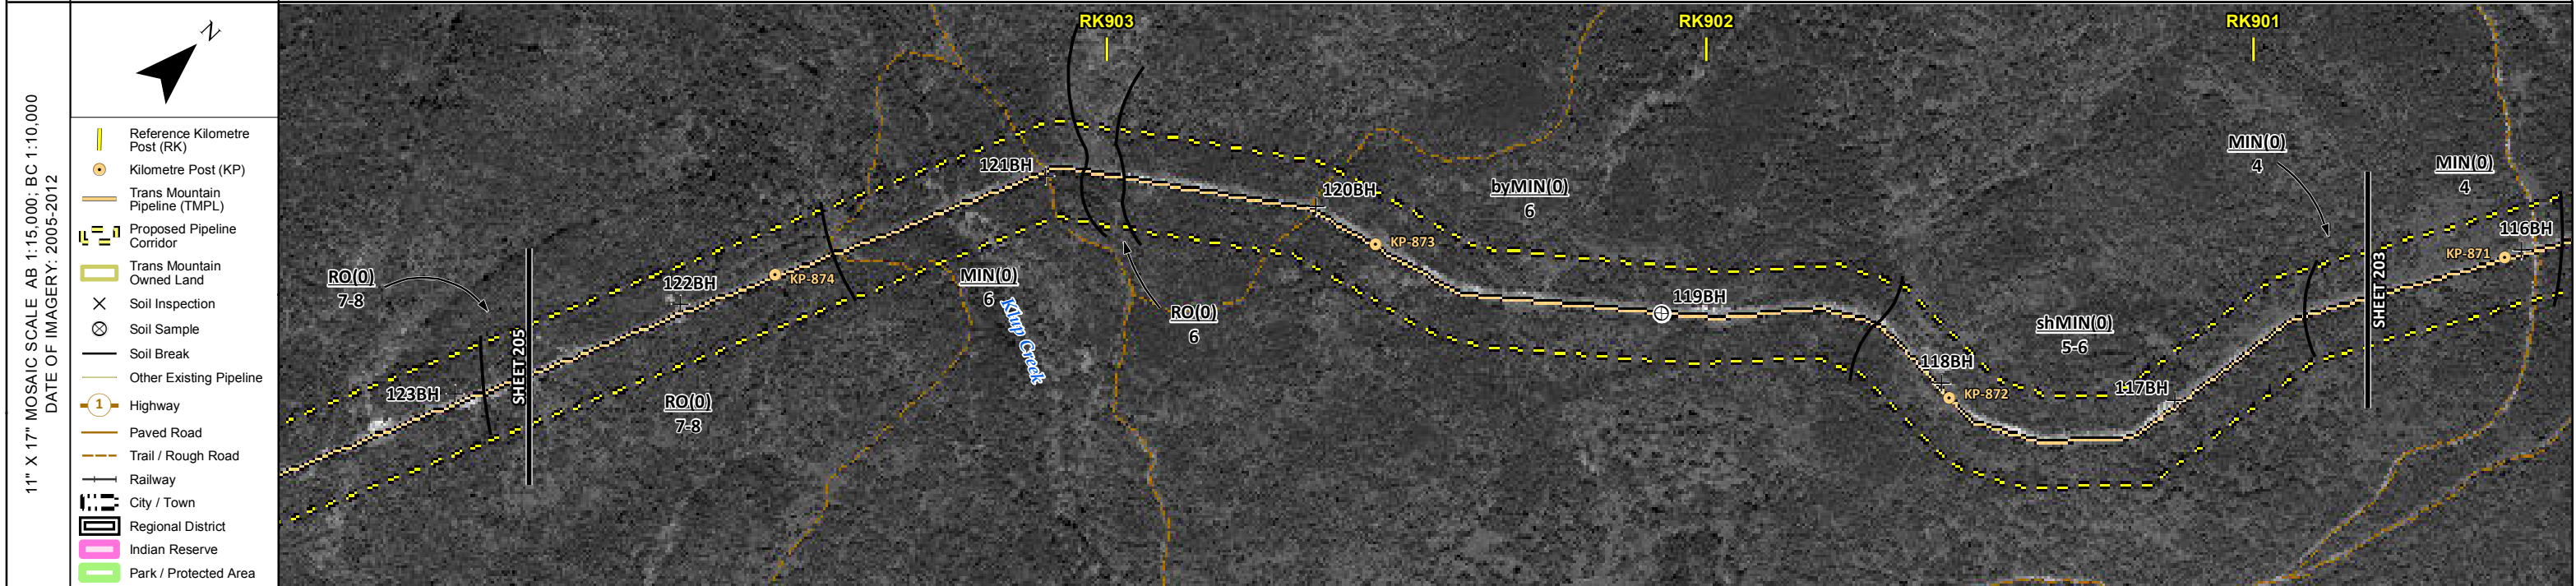 11" X 17" MOSAIC SCALE AB 1:15,000; BC 1:10,000
DATE OF IMAGERY: 2005-2012
N
Reference Kilometre
Post (RK)
Kilometre Post (KP)
Trans Mountain
Pipeline (TMPL)
Proposed Pipeline
Corridor
Trans Mountain
Owned Land
Soil Inspection
Soil Sample
Soil Break
Other Existing Pipeline
1 Highway
Paved Road
Trail / Rough Road
Railway
City / Town
Regional District
Indian Reserve
Park / Protected Area
RK903
RK902
RK901
RO(0)
7-8
123BH
SHEET 205
122BH
KP-874
RO(0)
7-8
121BH
MIN(0)
6
Klup Creek
RO(0)
6
120BH
KP-873
byMIN(0)
6
119BH
118BH
KP-872
shMIN(0)
5-6
117BH
MIN(0)
4
SHEET 203
MIN(0)
4
116BH
KP-871